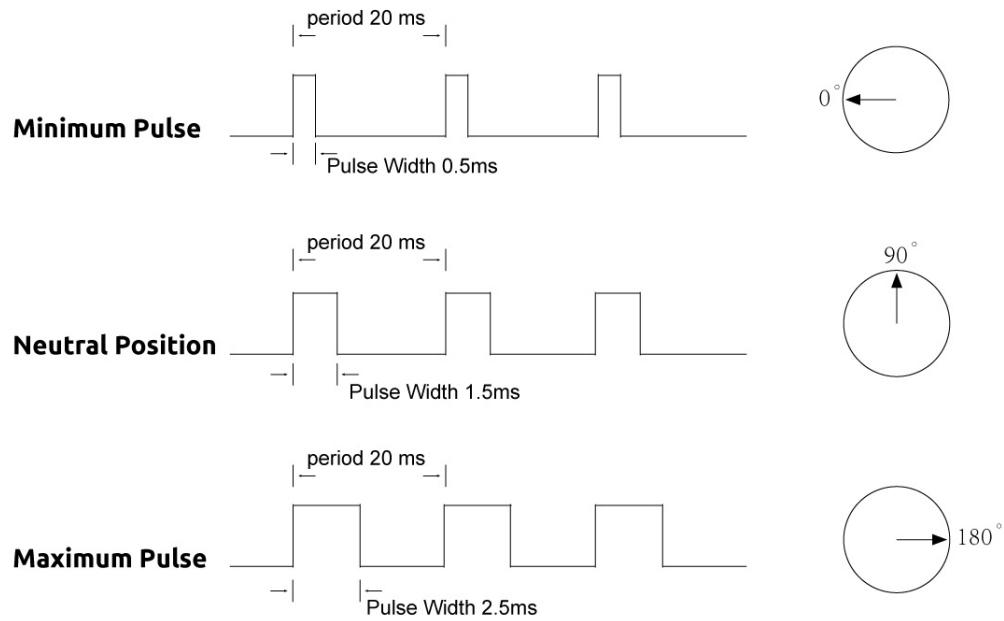 period 20 ms
Minimum Pulse
Pulse Width 0.5ms
0°
period 20 ms
Neutral Position
Pulse Width 1.5ms
90°
period 20 ms
Maximum Pulse
Pulse Width 2.5ms
180°